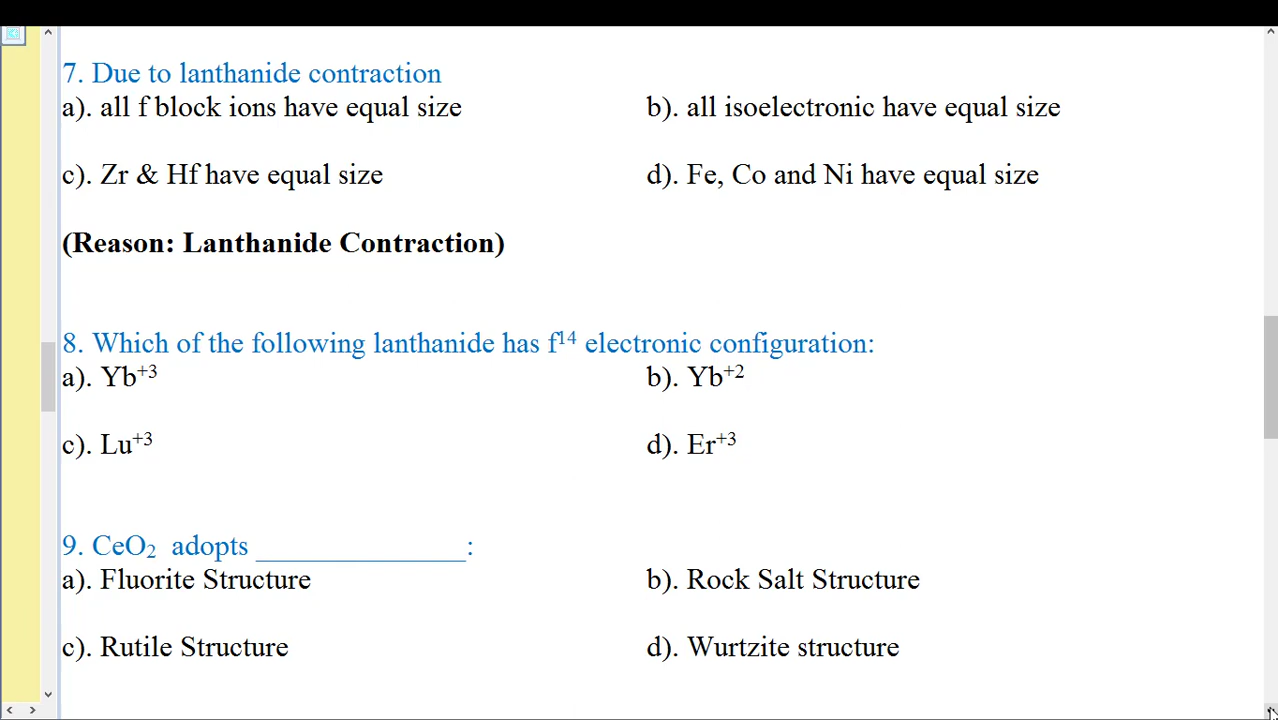 7. Due to lanthanide contraction
a). all f block ions have equal size b). all isoelectronic have equal size
c). Zr & Hf have equal size d). Fe, Co and Ni have equal size
(Reason: Lanthanide Contraction)
8. Which of the following lanthanide has f¹⁴ electronic configuration:
a). Yb⁺³ b). Yb⁺²
c). Lu⁺³ d). Er⁺³
9. CeO₂ adopts _______________:
a). Fluorite Structure b). Rock Salt Structure
c). Rutile Structure d). Wurtzite structure